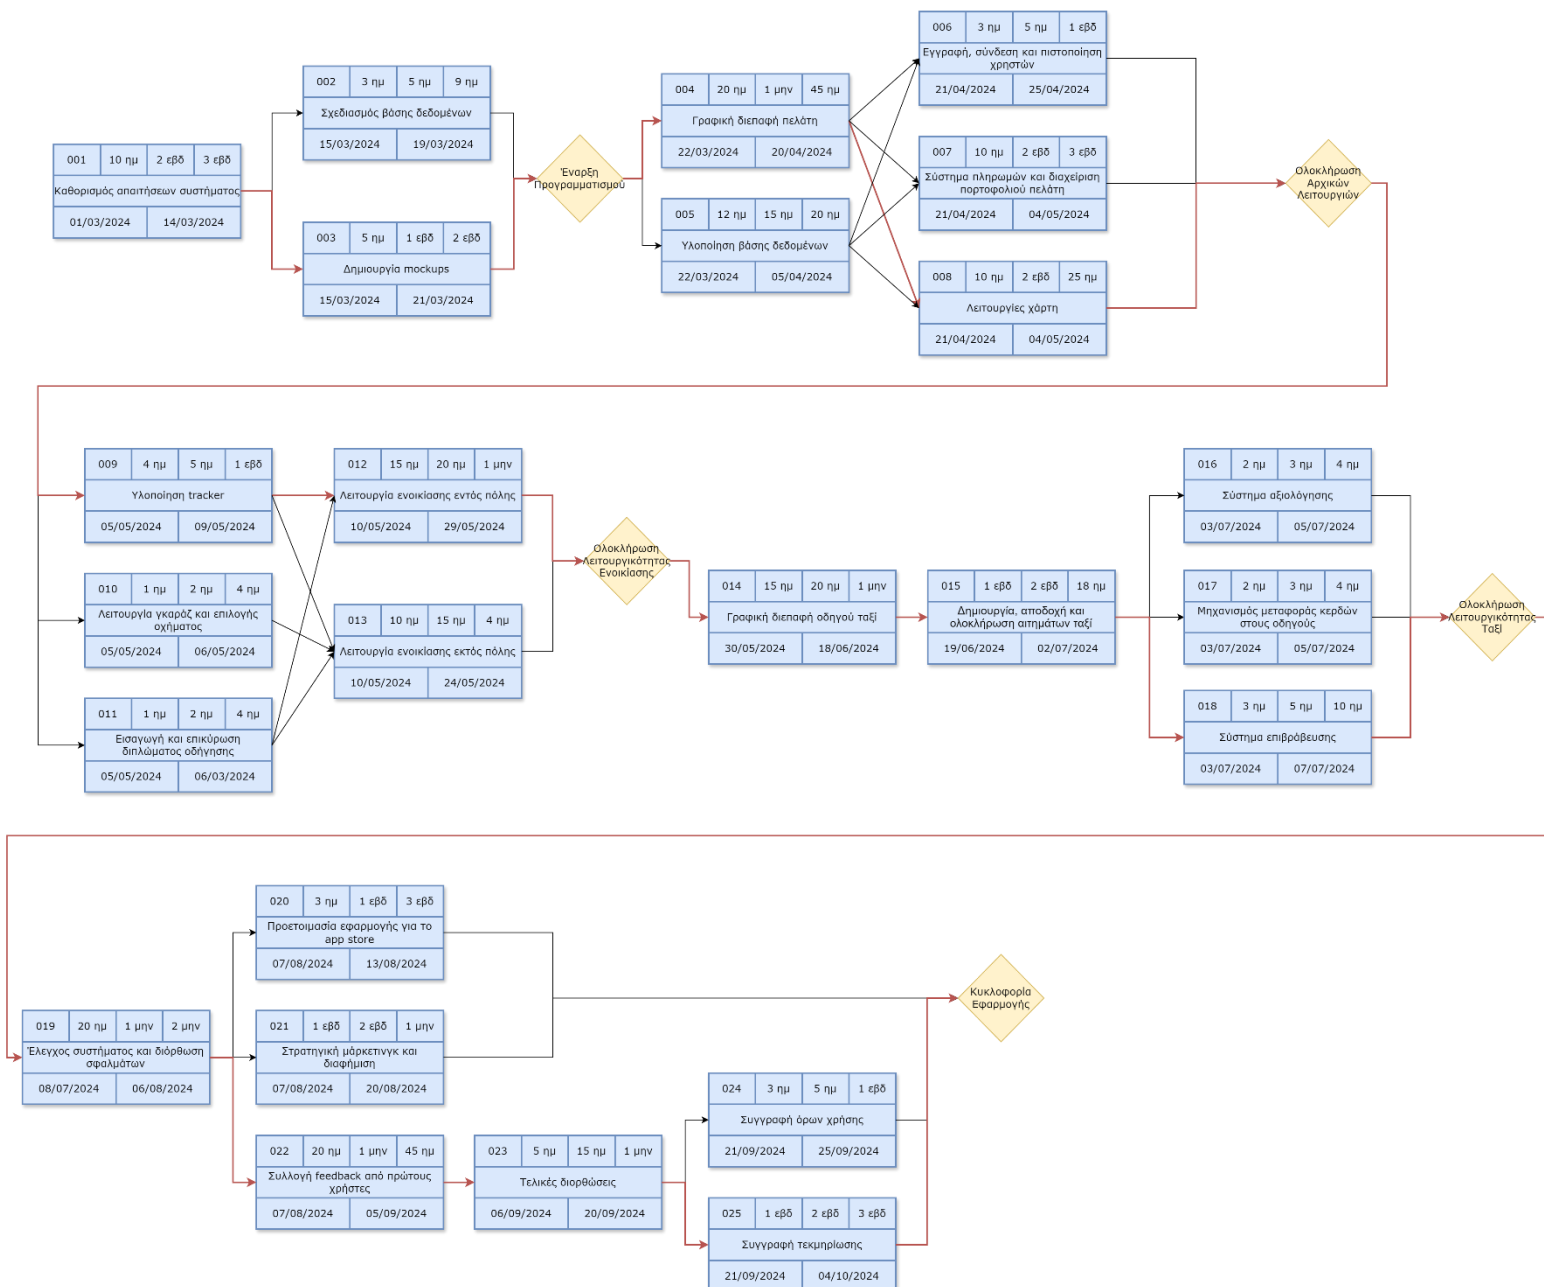 001 10 ημ 2 εβδ 3 εβδ
Καθορισμός απαιτήσεων συστήματος
01/03/2024 14/03/2024
002 3 ημ 5 ημ 9 ημ
Σχεδιασμός βάσης δεδομένων
15/03/2024 19/03/2024
003 5 ημ 1 εβδ 2 εβδ
Δημιουργία mockups
15/03/2024 21/03/2024
Έναρξη
Προγραμματισμού
004 20 ημ 1 μην 45 ημ
Γραφική διεπαφή πελάτη
22/03/2024 20/04/2024
005 12 ημ 15 ημ 20 ημ
Υλοποίηση βάσης δεδομένων
22/03/2024 05/04/2024
006 3 ημ 5 ημ 1 εβδ
Εγγραφή, σύνδεση και πιστοποίηση
χρηστών
21/04/2024 25/04/2024
007 10 ημ 2 εβδ 3 εβδ
Σύστημα πληρωμών και διαχείριση
πορτοφολιού πελάτη
21/04/2024 04/05/2024
008 10 ημ 2 εβδ 25 ημ
Λειτουργίες χάρτη
21/04/2024 04/05/2024
Ολοκλήρωση
Αρχικών
Λειτουργιών
009 4 ημ 5 ημ 1 εβδ
Υλοποίηση tracker
05/05/2024 09/05/2024
010 1 ημ 2 ημ 4 ημ
Λειτουργία γκαράζ και επιλογής
οχήματος
05/05/2024 06/05/2024
011 1 ημ 2 ημ 4 ημ
Εισαγωγή και επικύρωση
διπλώματος οδήγησης
05/05/2024 06/03/2024
012 15 ημ 20 ημ 1 μην
Λειτουργία ενοικίασης εντός πόλης
10/05/2024 29/05/2024
013 10 ημ 15 ημ 4 ημ
Λειτουργία ενοικίασης εκτός πόλης
10/05/2024 24/05/2024
Ολοκλήρωση
Λειτουργικότητας
Ενοικίασης
014 15 ημ 20 ημ 1 μην
Γραφική διεπαφή οδηγού ταξί
30/05/2024 18/06/2024
015 1 εβδ 2 εβδ 18 ημ
Δημιουργία, αποδοχή και
ολοκλήρωση αιτημάτων ταξί
19/06/2024 02/07/2024
016 2 ημ 3 ημ 4 ημ
Σύστημα αξιολόγησης
03/07/2024 05/07/2024
017 2 ημ 3 ημ 4 ημ
Μηχανισμός μεταφοράς κερδών
στους οδηγούς
03/07/2024 05/07/2024
018 3 ημ 5 ημ 10 ημ
Σύστημα επιβράβευσης
03/07/2024 07/07/2024
Ολοκλήρωση
Λειτουργικότητας
Ταξί
019 20 ημ 1 μην 2 μην
Έλεγχος συστήματος και διόρθωση
σφαλμάτων
08/07/2024 06/08/2024
020 3 ημ 1 εβδ 3 εβδ
Προετοιμασία εφαρμογής για το
app store
07/08/2024 13/08/2024
021 1 εβδ 2 εβδ 1 μην
Στρατηγική μάρκετινγκ και
διαφήμιση
07/08/2024 20/08/2024
022 20 ημ 1 μην 45 ημ
Συλλογή feedback από πρώτους
χρήστες
07/08/2024 05/09/2024
023 5 ημ 15 ημ 1 μην
Τελικές διορθώσεις
06/09/2024 20/09/2024
024 3 ημ 5 ημ 1 εβδ
Συγγραφή όρων χρήσης
21/09/2024 25/09/2024
025 1 εβδ 2 εβδ 3 εβδ
Συγγραφή τεκμηρίωσης
21/09/2024 04/10/2024
Κυκλοφορία
Εφαρμογής